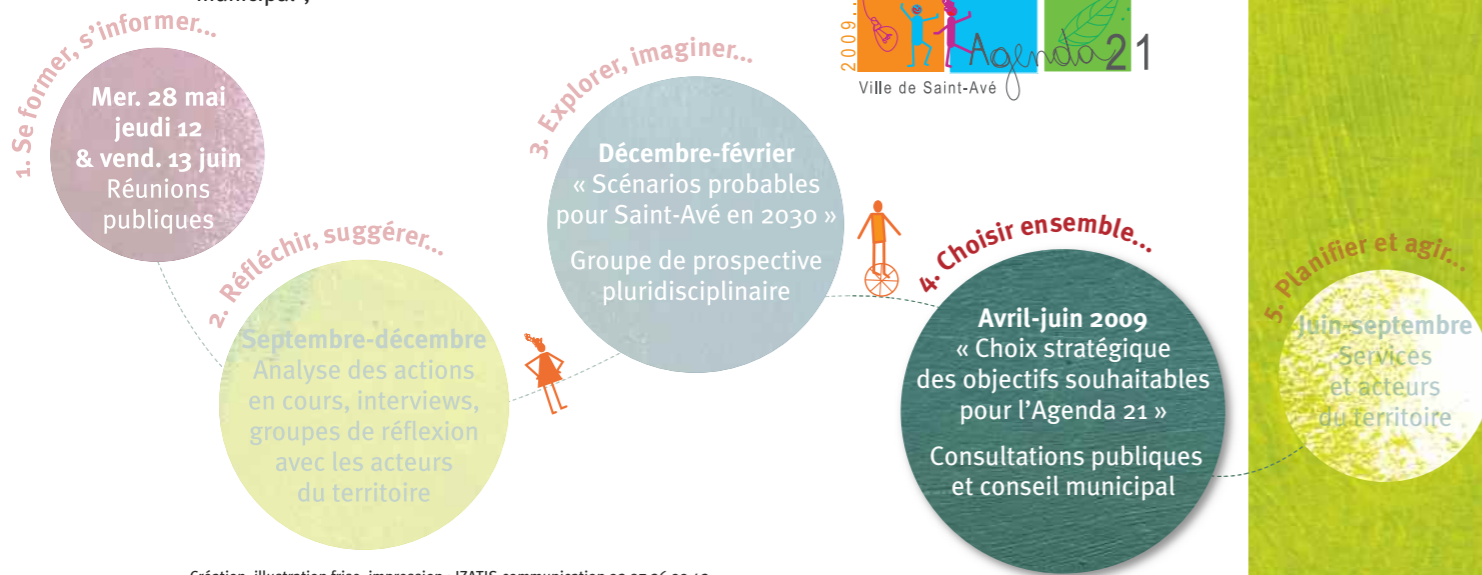 municipal ;
2009...
Agenda 21
Ville de Saint-Avé
1. Se former, s'informer...
Mer. 28 mai
jeudi 12
& vend. 13 juin
Réunions
publiques
2. Réfléchir, suggérer...
Septembre-décembre
Analyse des actions
en cours, interviews,
groupes de réflexion
avec les acteurs
du territoire
3. Explorer, imaginer...
Décembre-février
« Scénarios probables
pour Saint-Avé en 2030 »
Groupe de prospective
pluridisciplinaire
4. Choisir ensemble...
Avril-juin 2009
« Choix stratégique
des objectifs souhaitables
pour l'Agenda 21 »
Consultations publiques
et conseil municipal
5. Planifier et agir...
Juin-septembre
Services
et acteurs
du territoire